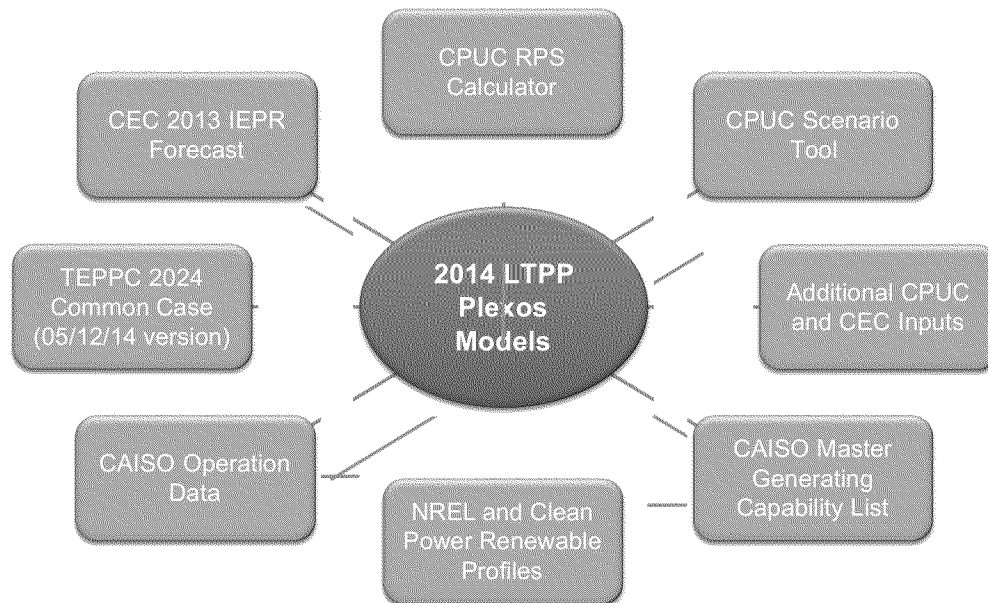 CPUC RPS
Calculator
CEC 2013 IEPR
Forecast
CPUC Scenario
Tool
TEPPC 2024
Common Case
(05/12/14 version)
2014 LTPP
Plexos
Models
Additional CPUC
and CEC Inputs
CAISO Operation
Data
NREL and Clean
Power Renewable
Profiles
CAISO Master
Generating
Capability List